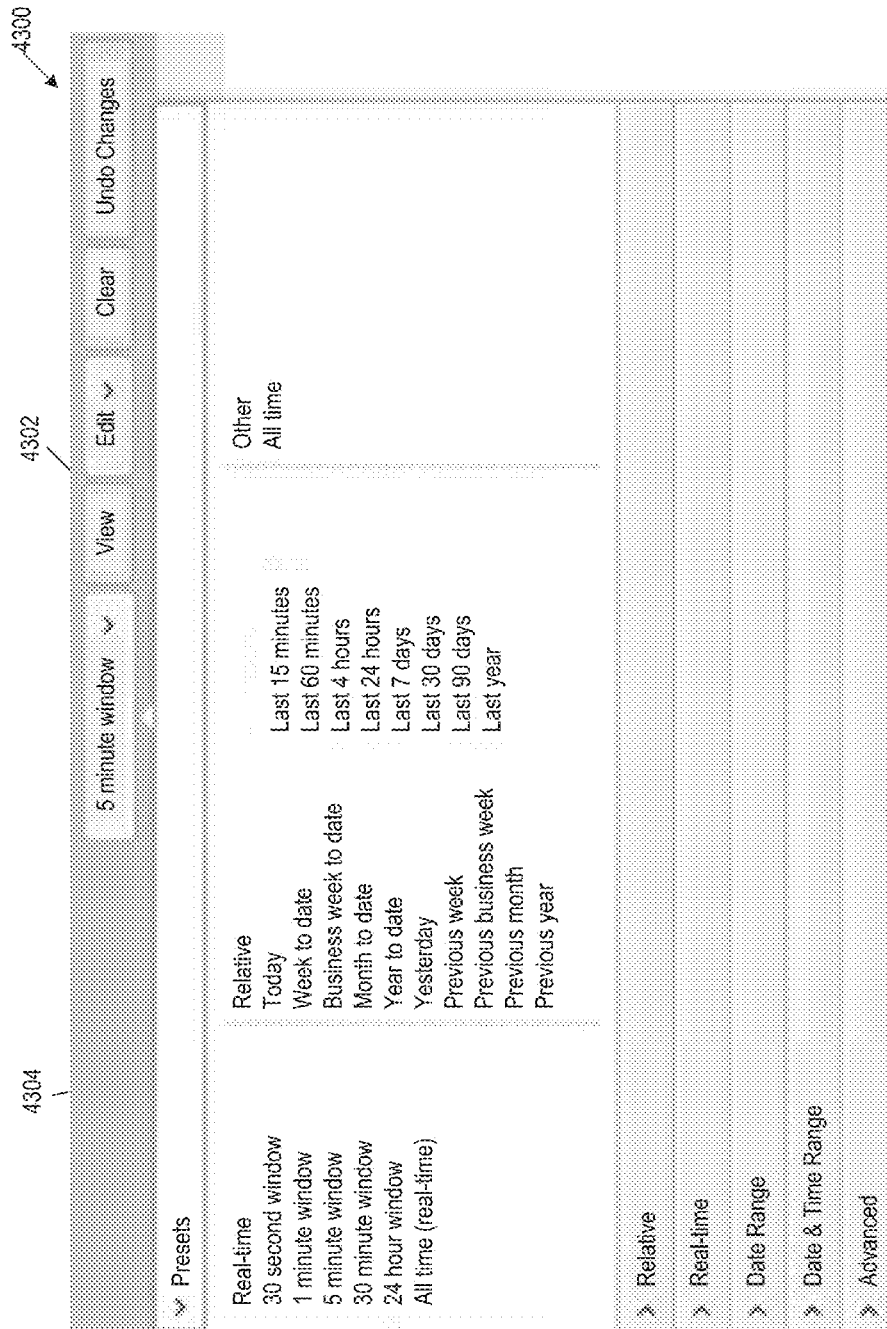 4300
4302
4304
5 minute window
View
Edit
Clear
Undo Changes
Presets
Real-time
30 second window
1 minute window
5 minute window
30 minute window
24 hour window
All time (real-time)
Relative
Today
Week to date
Business week to date
Month to date
Year to date
Yesterday
Previous week
Previous business week
Previous month
Previous year
Last 15 minutes
Last 60 minutes
Last 4 hours
Last 24 hours
Last 7 days
Last 30 days
Last 90 days
Last year
Other
All time
Relative
Real-time
Date Range
Date & Time Range
Advanced